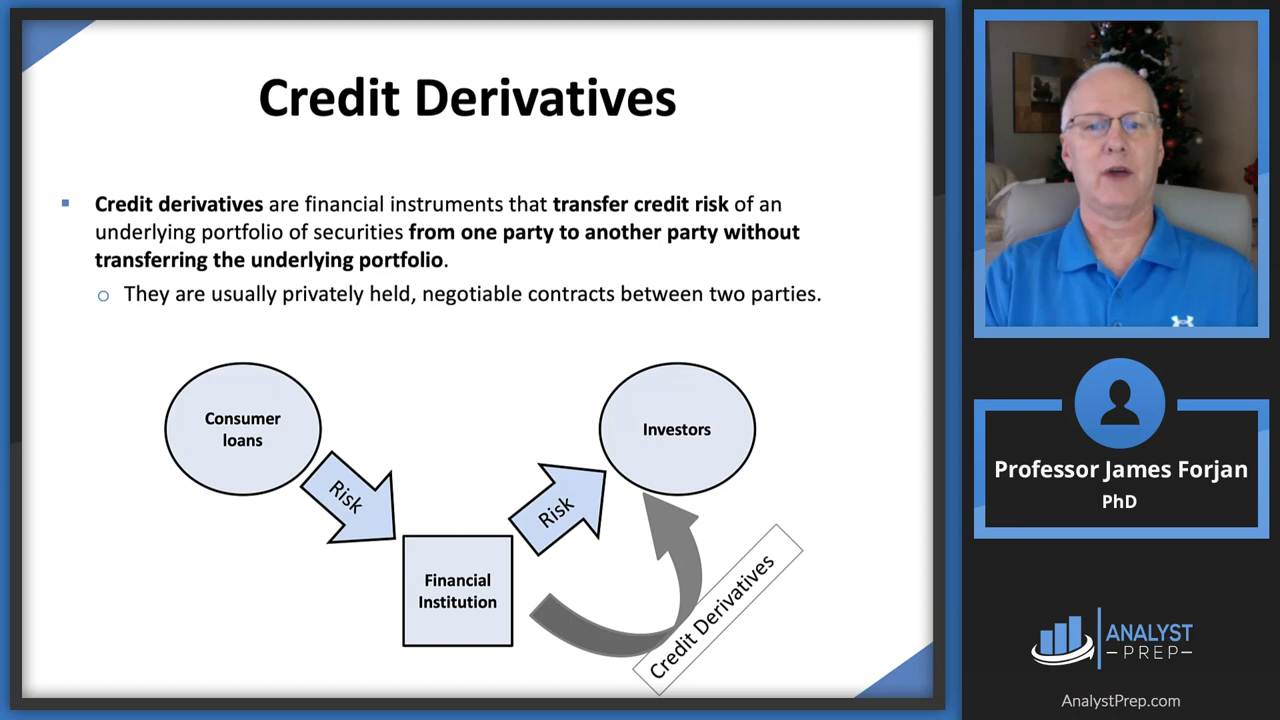 Credit Derivatives
Credit derivatives are financial instruments that transfer credit risk of an
underlying portfolio of securities from one party to another party without
transferring the underlying portfolio.
They are usually privately held, negotiable contracts between two parties.
Consumer
loans
Risk
Financial
Institution
Risk
Investors
Credit Derivatives
Professor James Forjan
PhD
ANALYST
PREP
AnalystPrep.com